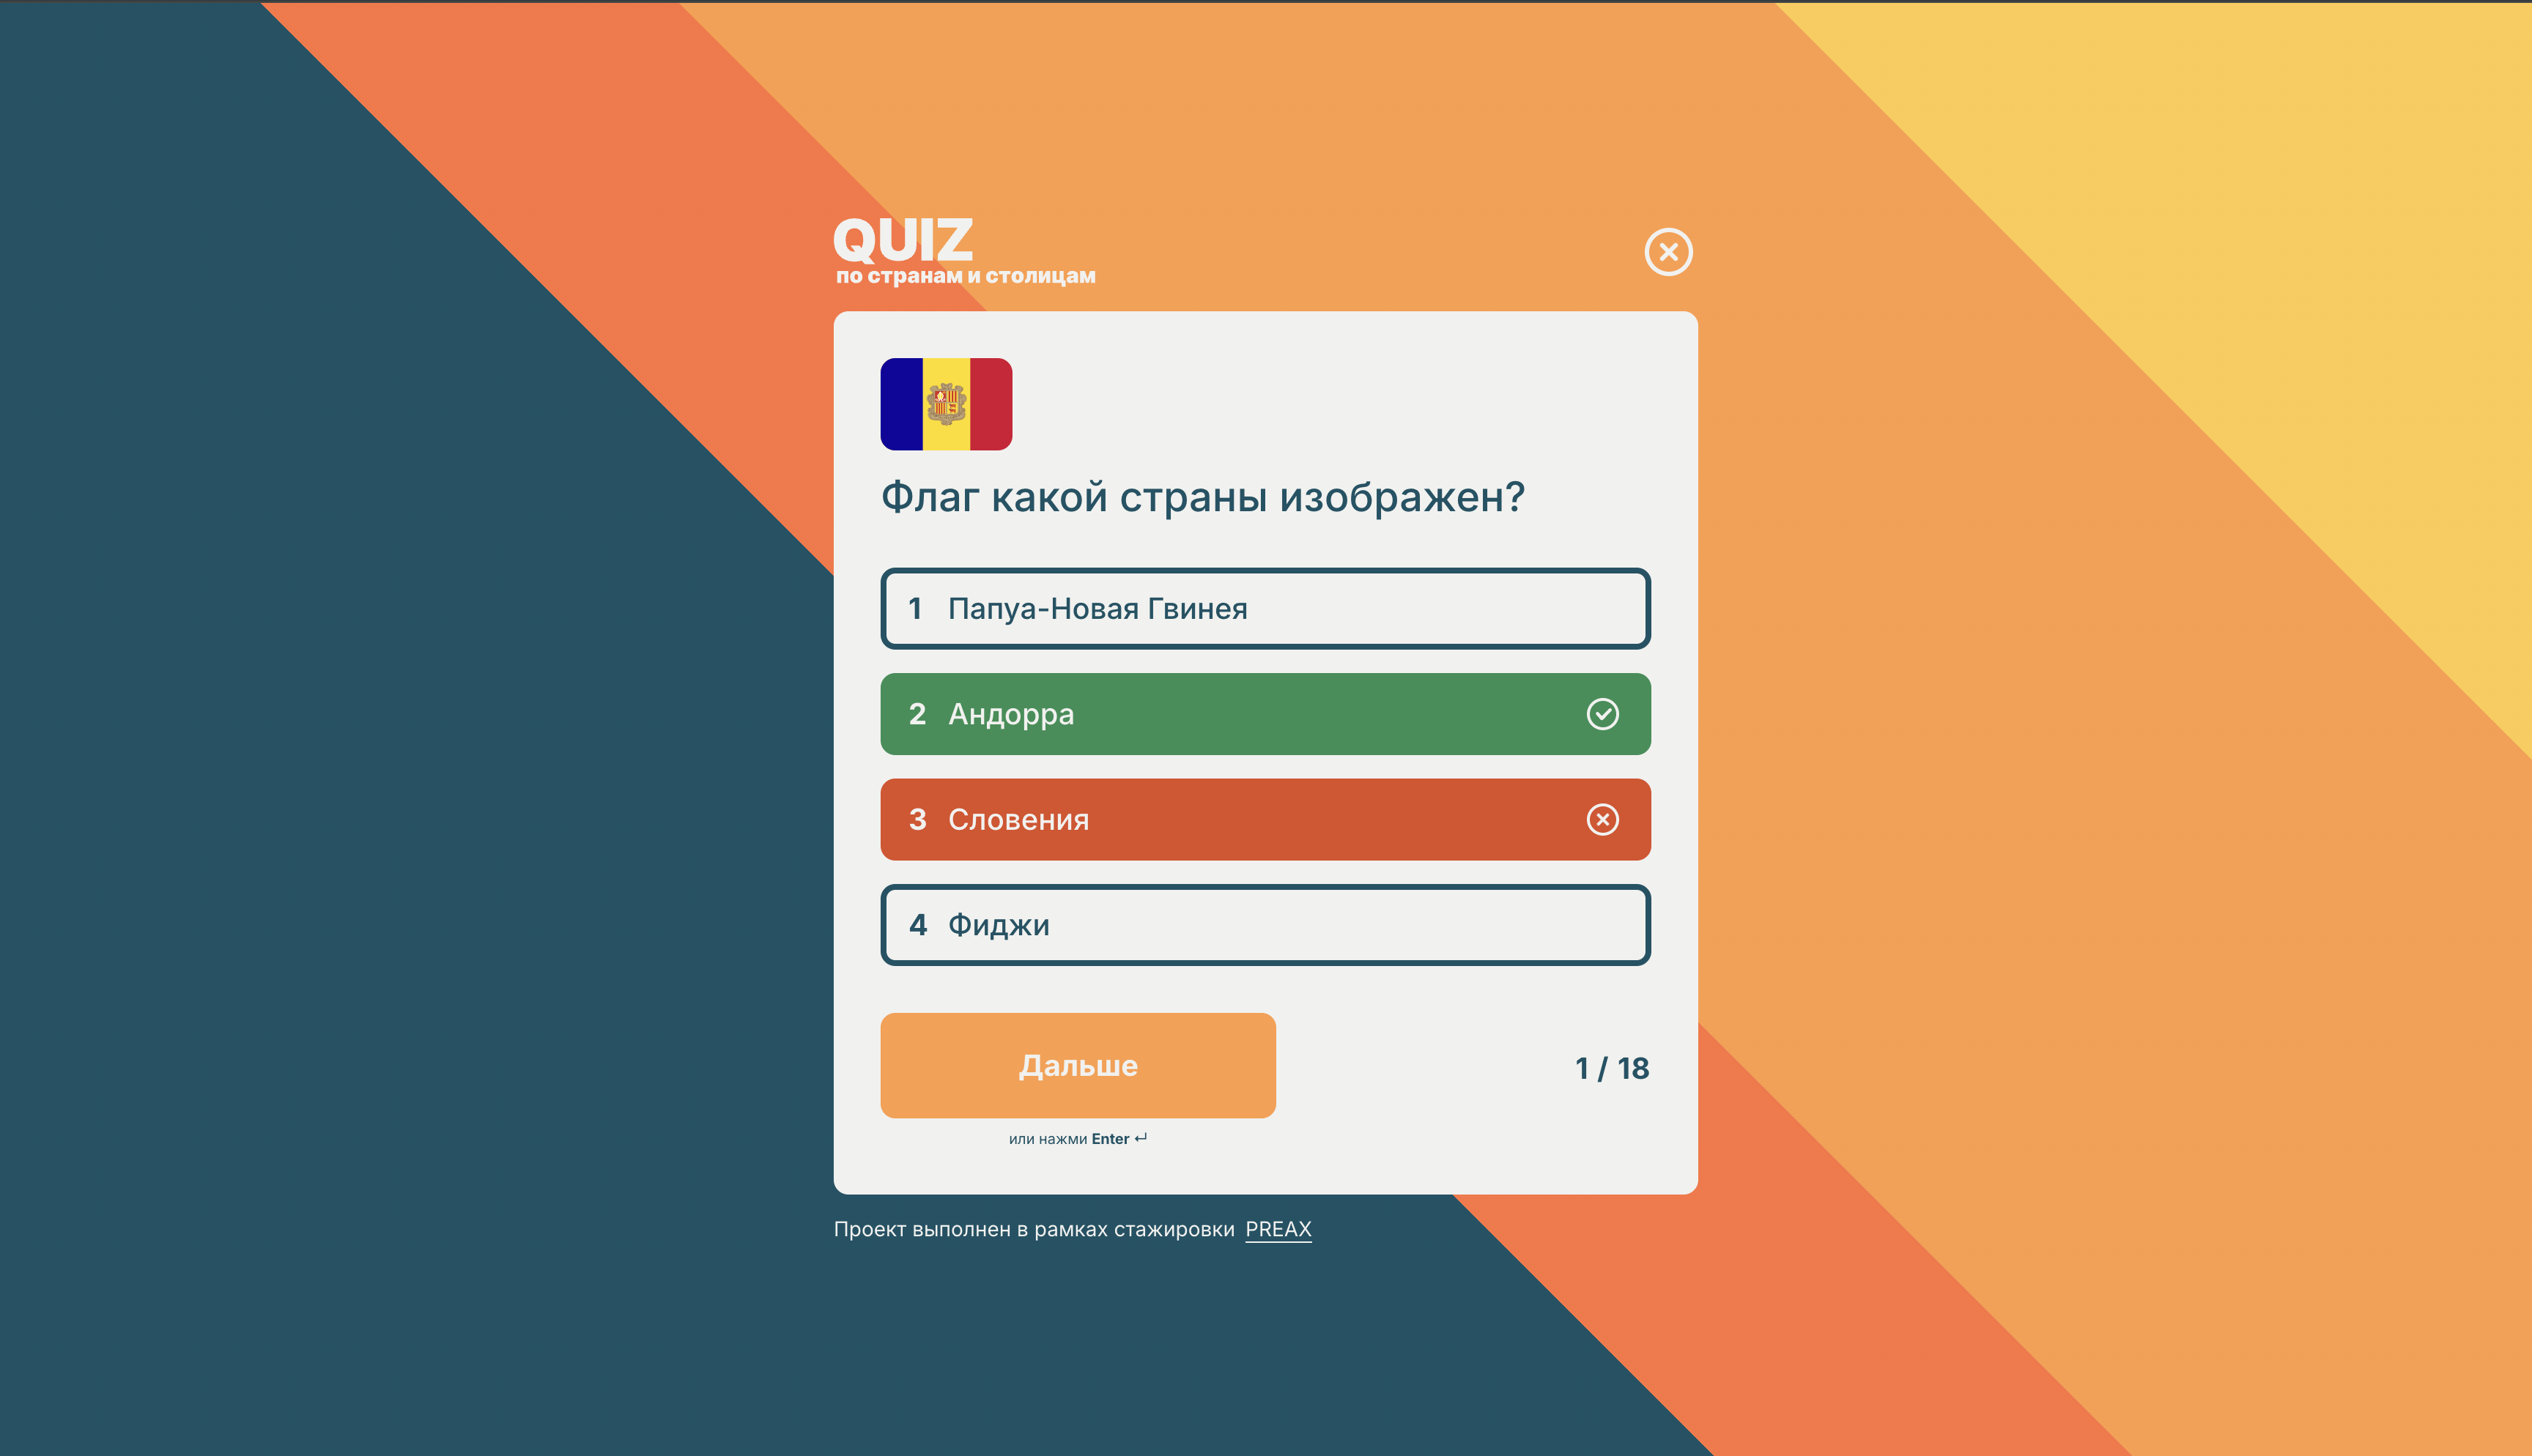 QUIZ
по странам и столицам
Флаг какой страны изображен?
1 Папуа-Новая Гвинея
2 Андорра
3 Словения
4 Фиджи
Дальше
1 / 18
или нажми Enter ↵
Проект выполнен в рамках стажировки PREAX